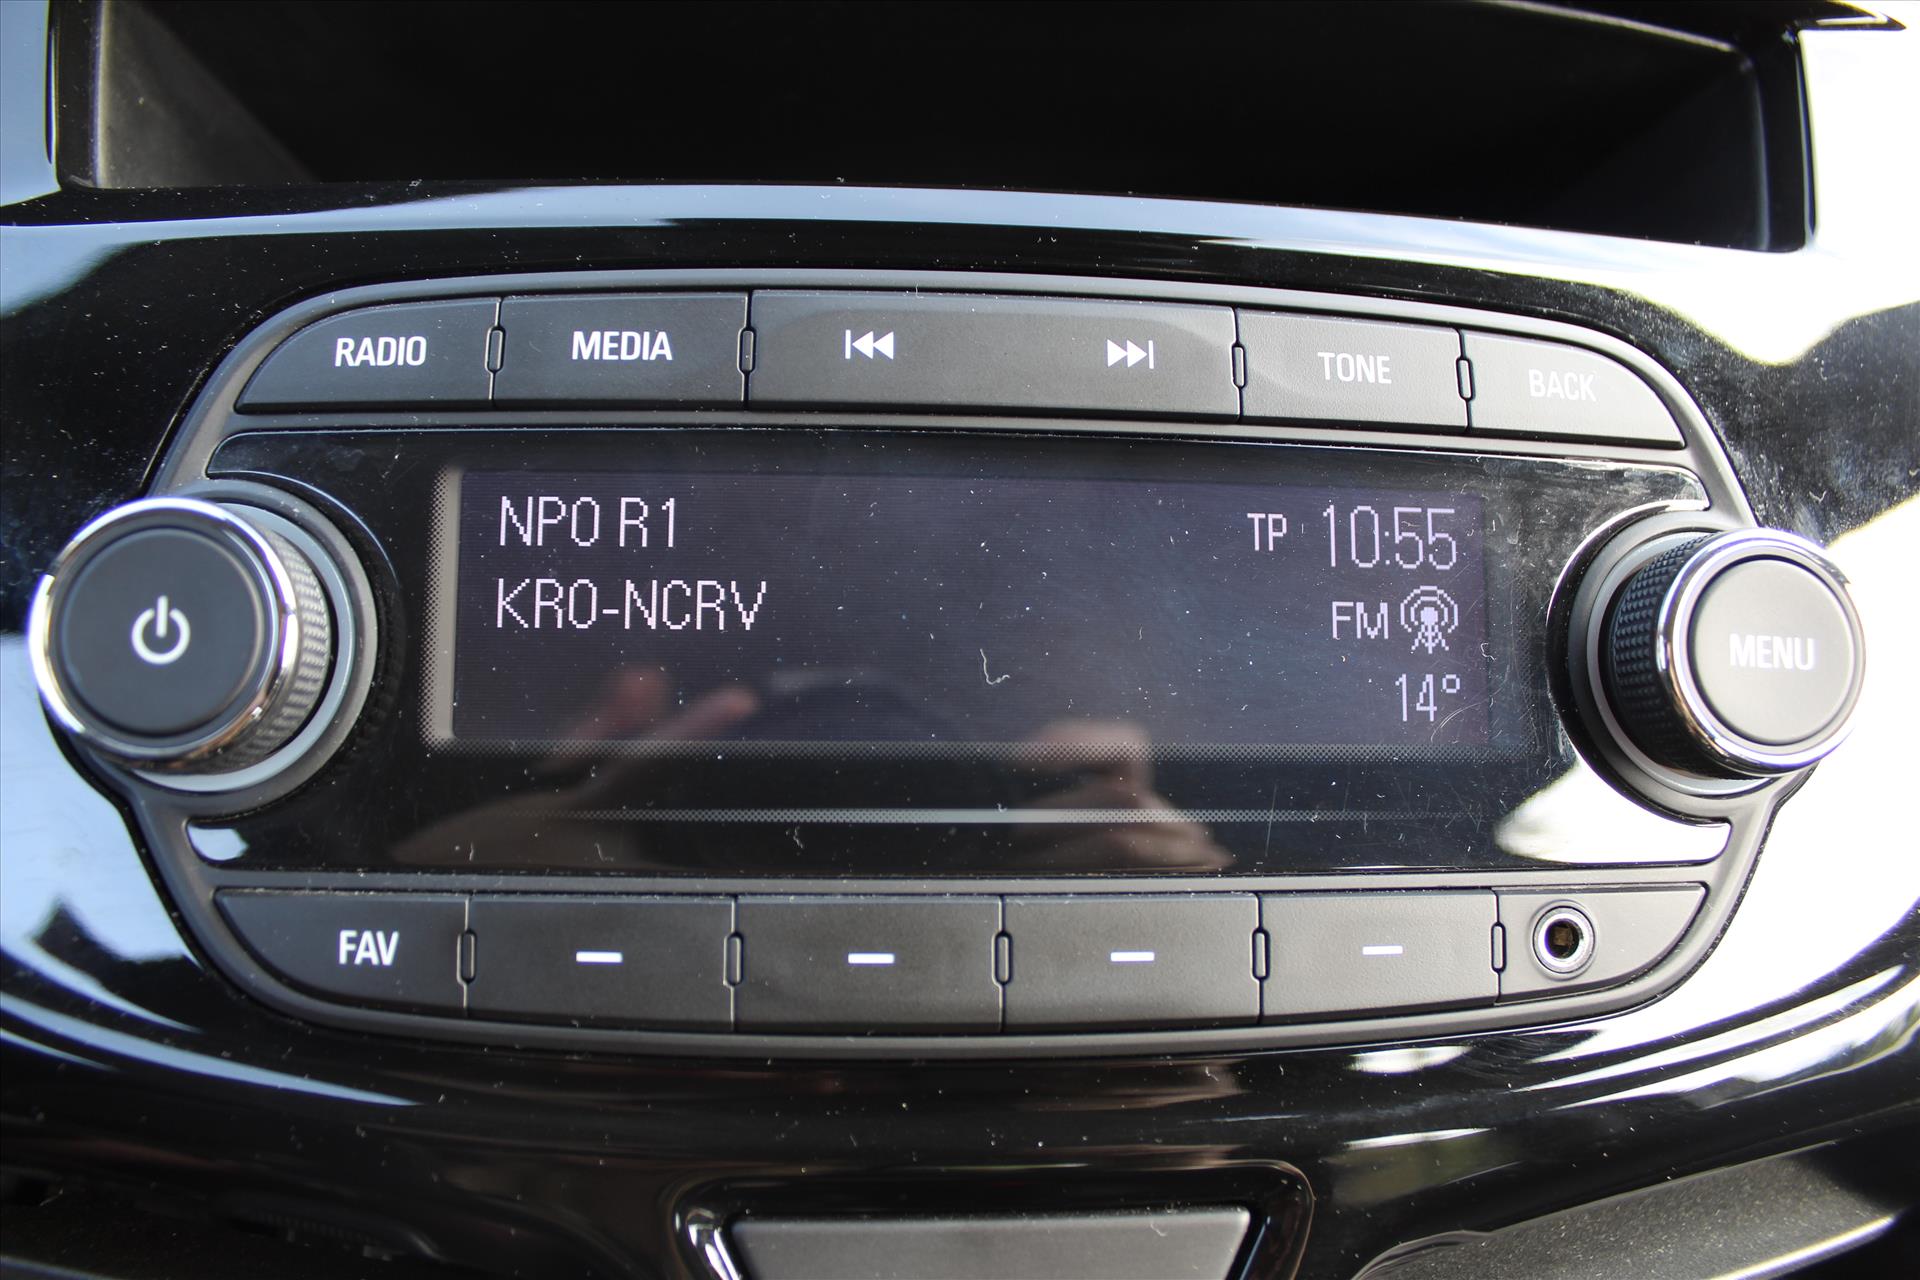 RADIO MEDIA TONE BACK
NPO R1 TP 10:55
KRO-NCRV FM
14°
MENU
FAV